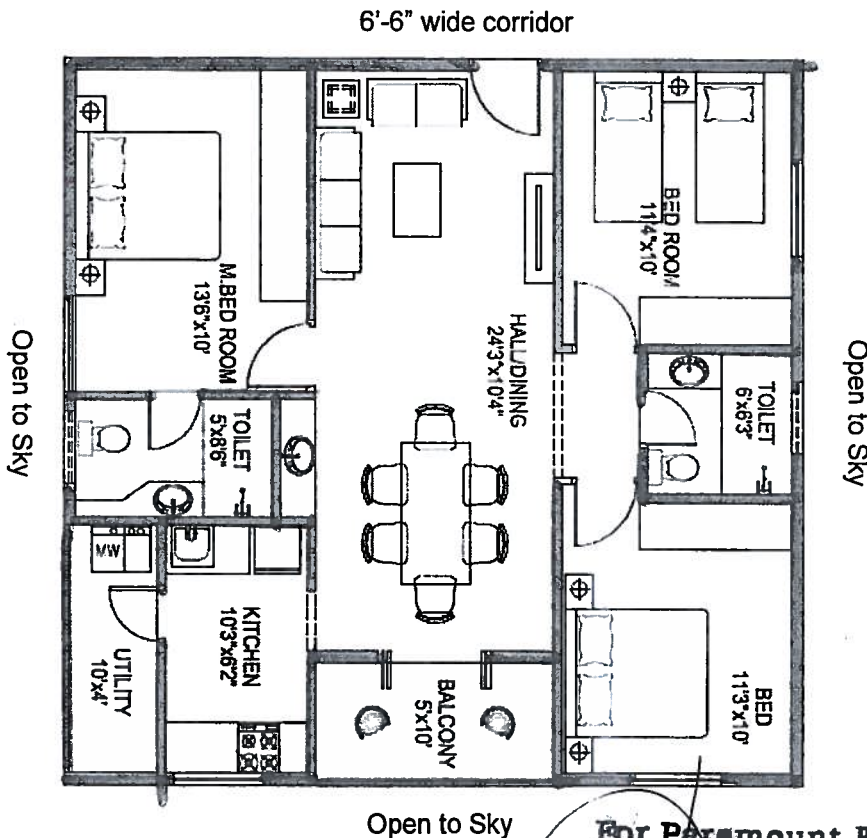 6'-6" wide corridor
M.BED ROOM
13'6"x10'
HALL/DINING
24'3"x10'4"
BED ROOM
11'4"x10'
TOILET
6'x6'3"
TOILET
5'x8'6"
Open to Sky
Open to Sky
MW
KITCHEN
10'3"x6'2"
UTILITY
10'x4'
BALCONY
5'x10'
BED
11'3"x10'
Open to Sky
For Paramount